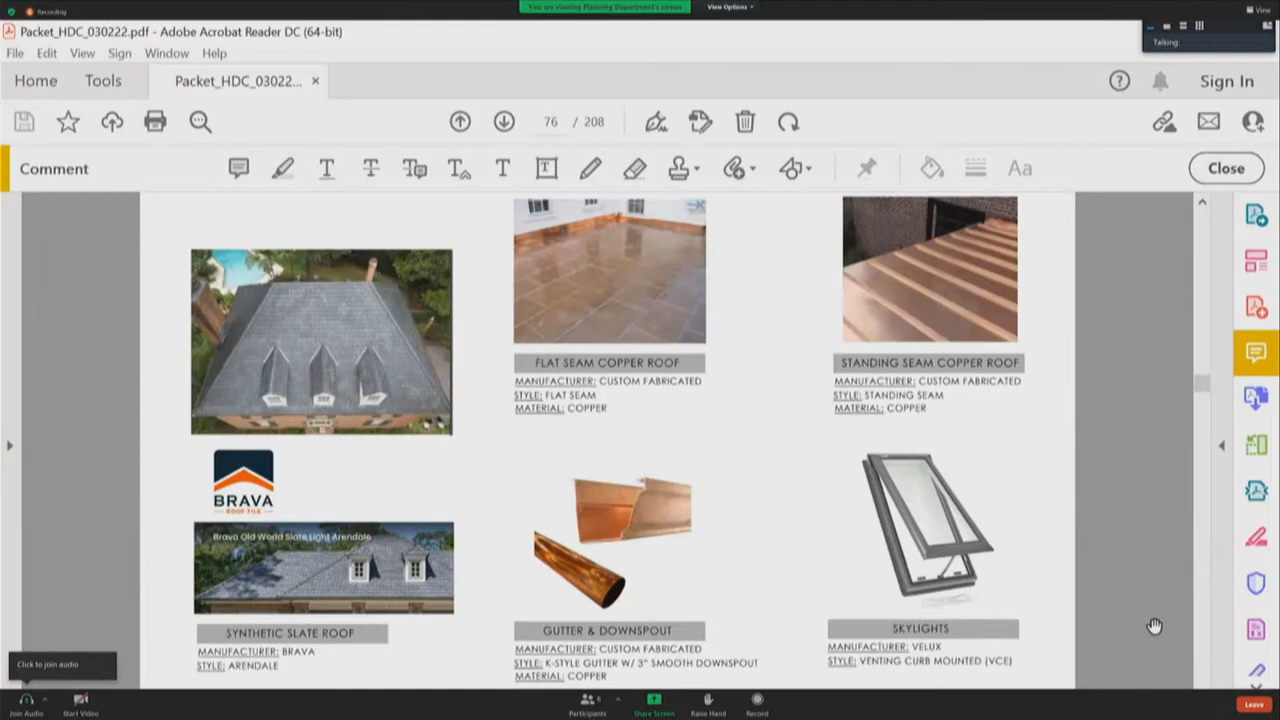 Recording
You are viewing Planning Department's screen
View Options
View
Packet_HDC_030222.pdf - Adobe Acrobat Reader DC (64-bit)
Talking:
File Edit View Sign Window Help
Home Tools Packet_HDC_03022... × Sign In
76 / 208
Comment
Aa
Close
FLAT SEAM COPPER ROOF
MANUFACTURER: CUSTOM FABRICATED
STYLE: FLAT SEAM
MATERIAL: COPPER
STANDING SEAM COPPER ROOF
MANUFACTURER: CUSTOM FABRICATED
STYLE: STANDING SEAM
MATERIAL: COPPER
BRAVA
ROOF TILE
Brava Old World Slate Light Arendale
SYNTHETIC SLATE ROOF
MANUFACTURER: BRAVA
STYLE: ARENDALE
GUTTER & DOWNSPOUT
MANUFACTURER: CUSTOM FABRICATED
STYLE: K-STYLE GUTTER W/ 3" SMOOTH DOWNSPOUT
MATERIAL: COPPER
SKYLIGHTS
MANUFACTURER: VELUX
STYLE: VENTING CURB MOUNTED (VCE)
Click to join audio
Join Audio
Start Video
Participants
6
Share Screen
Raise Hand
Record
Leave